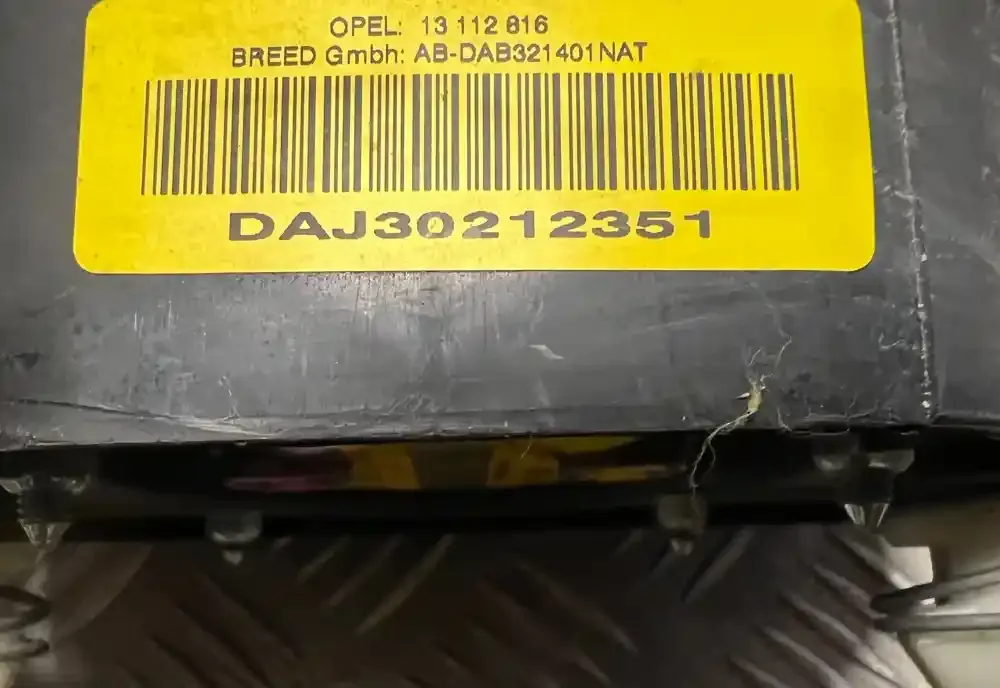 OPEL: 13 112 816
BREED Gmbh: AB-DAB321401NAT
DAJ30212351